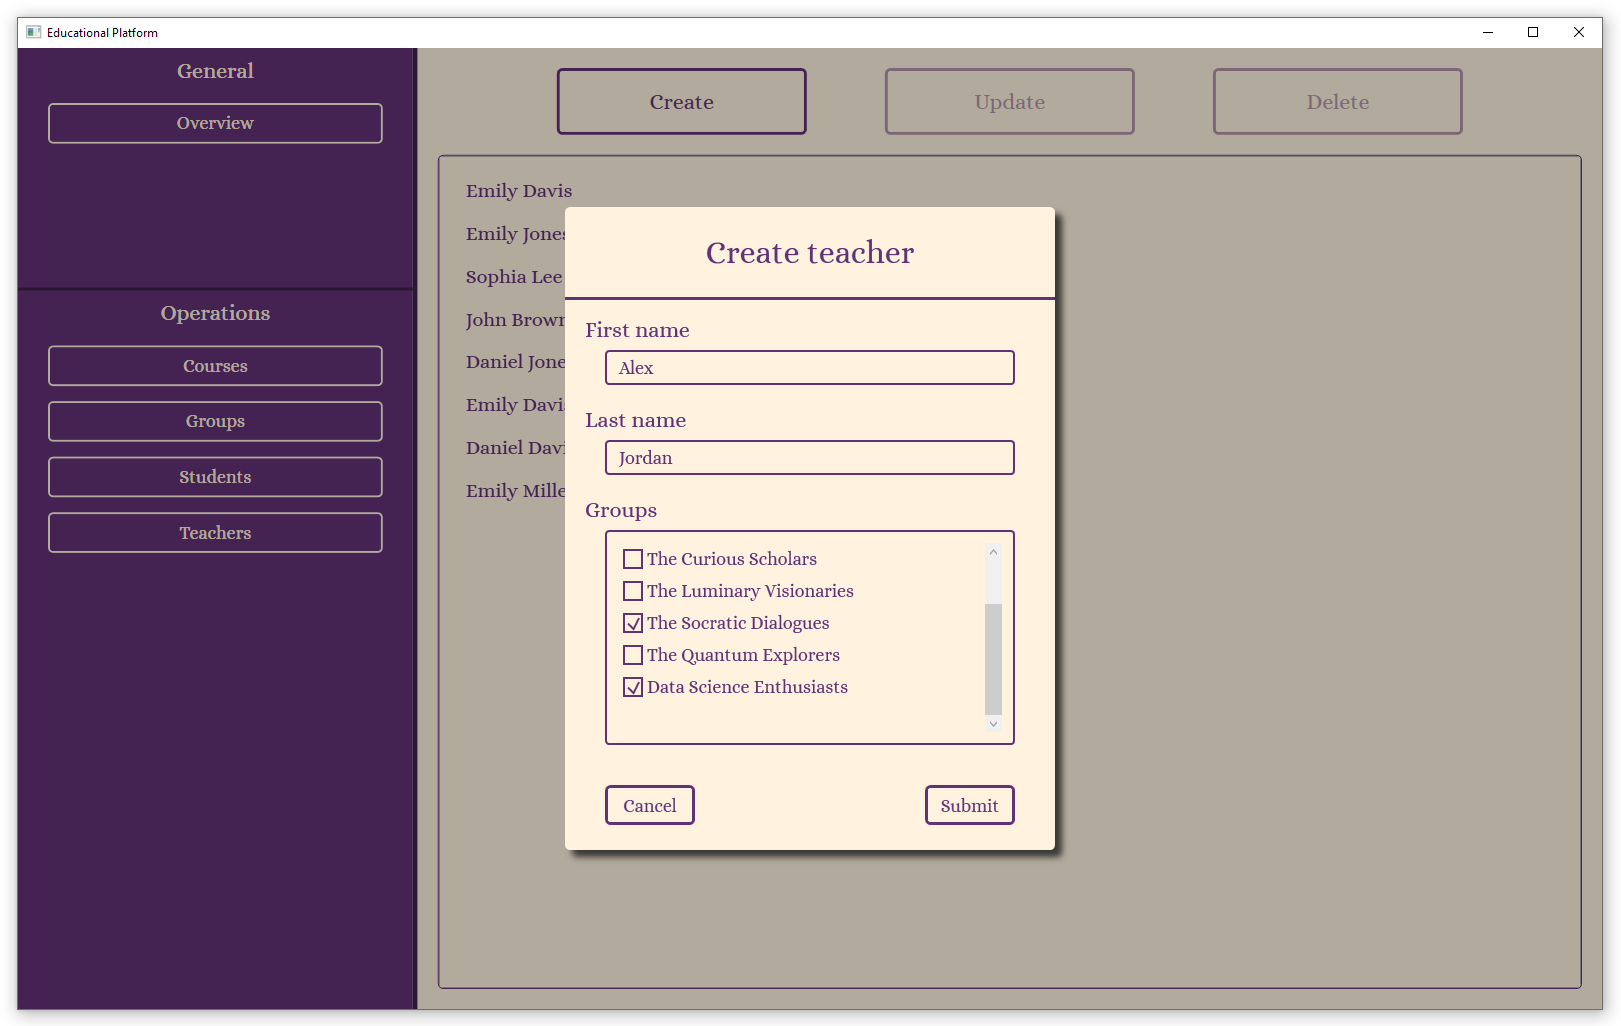 Educational Platform
General
Overview
Operations
Courses
Groups
Students
Teachers
Create
Update
Delete
Emily Davis
Emily Jones
Sophia Lee
John Brown
Daniel Jone
Emily Davis
Daniel Davi
Emily Mille
Create teacher
First name
Alex
Last name
Jordan
Groups
The Curious Scholars
The Luminary Visionaries
The Socratic Dialogues
The Quantum Explorers
Data Science Enthusiasts
Cancel
Submit